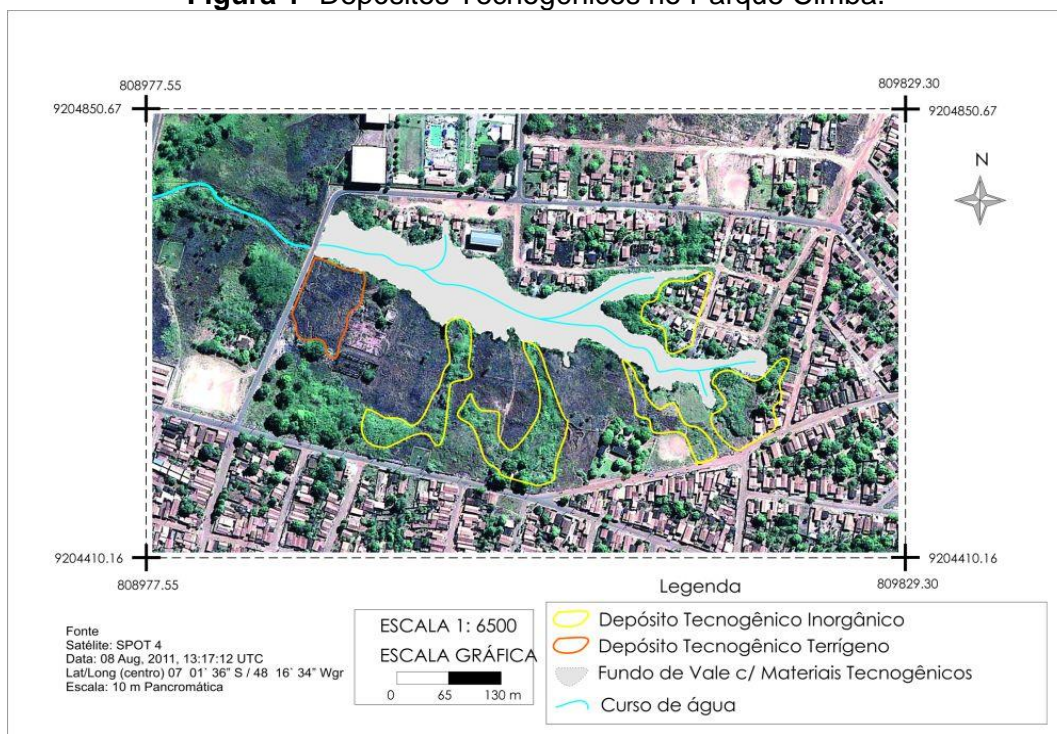 Figura 1- Depósitos Tecnogênicos no Parque Cimba.
808977.55
809829.30
9204850.67
9204850.67
N
9204410.16
9204410.16
808977.55
809829.30
Legenda
Fonte
Satélite: SPOT 4
Data: 08 Aug, 2011, 13:17:12 UTC
Lat/Long (centro) 07 01` 36” S / 48 16` 34” Wgr
Escala: 10 m Pancromática
ESCALA 1: 6500
ESCALA GRÁFICA
0 65 130 m
Depósito Tecnogênico Inorgânico
Depósito Tecnogênico Terrígeno
Fundo de Vale c/ Materiais Tecnogênicos
Curso de água